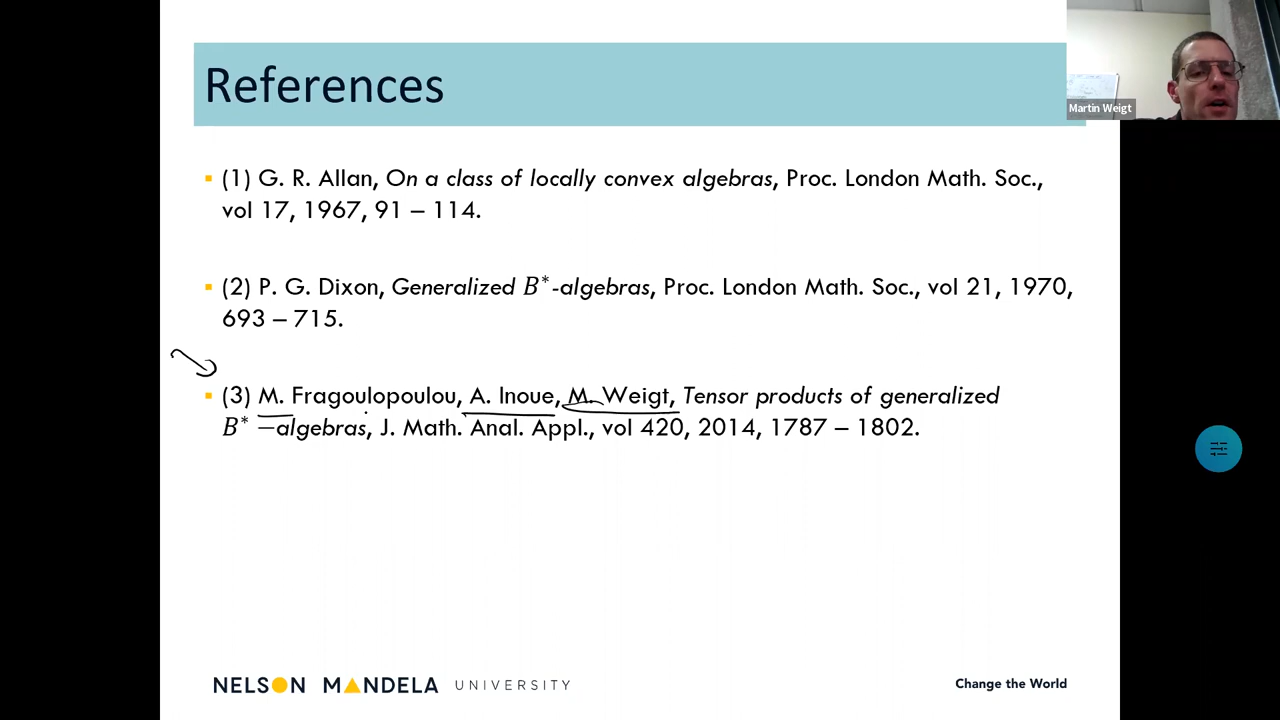 References
Martin Weigt
▪ (1) G. R. Allan, On a class of locally convex algebras, Proc. London Math. Soc.,
vol 17, 1967, 91 – 114.
▪ (2) P. G. Dixon, Generalized B*-algebras, Proc. London Math. Soc., vol 21, 1970,
693 – 715.
▪ (3) M. Fragoulopoulou, A. Inoue, M. Weigt, Tensor products of generalized
B* −algebras, J. Math. Anal. Appl., vol 420, 2014, 1787 – 1802.
NELSON MANDELA UNIVERSITY
Change the World